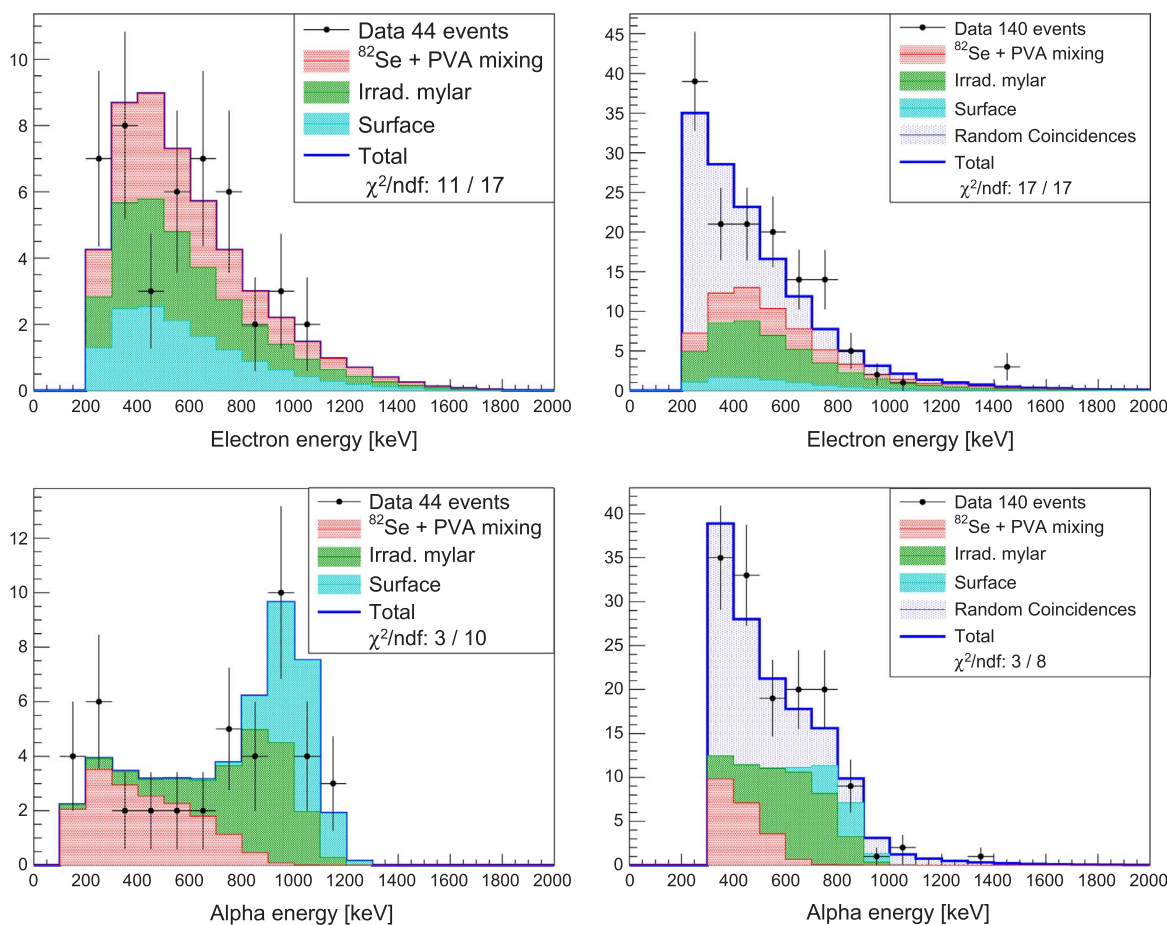 Data 44 events
⁸²Se + PVA mixing
Irrad. mylar
Surface
Total
χ²/ndf: 11 / 17
10
8
6
4
2
0
0 200 400 600 800 1000 1200 1400 1600 1800 2000
Electron energy [keV]
Data 140 events
⁸²Se + PVA mixing
Irrad. mylar
Surface
Random Coincidences
Total
χ²/ndf: 17 / 17
45
40
35
30
25
20
15
10
5
0
0 200 400 600 800 1000 1200 1400 1600 1800 2000
Electron energy [keV]
Data 44 events
⁸²Se + PVA mixing
Irrad. mylar
Surface
Total
χ²/ndf: 3 / 10
12
10
8
6
4
2
0
0 200 400 600 800 1000 1200 1400 1600 1800 2000
Alpha energy [keV]
Data 140 events
⁸²Se + PVA mixing
Irrad. mylar
Surface
Random Coincidences
Total
χ²/ndf: 3 / 8
40
35
30
25
20
15
10
5
0
0 200 400 600 800 1000 1200 1400 1600 1800 2000
Alpha energy [keV]